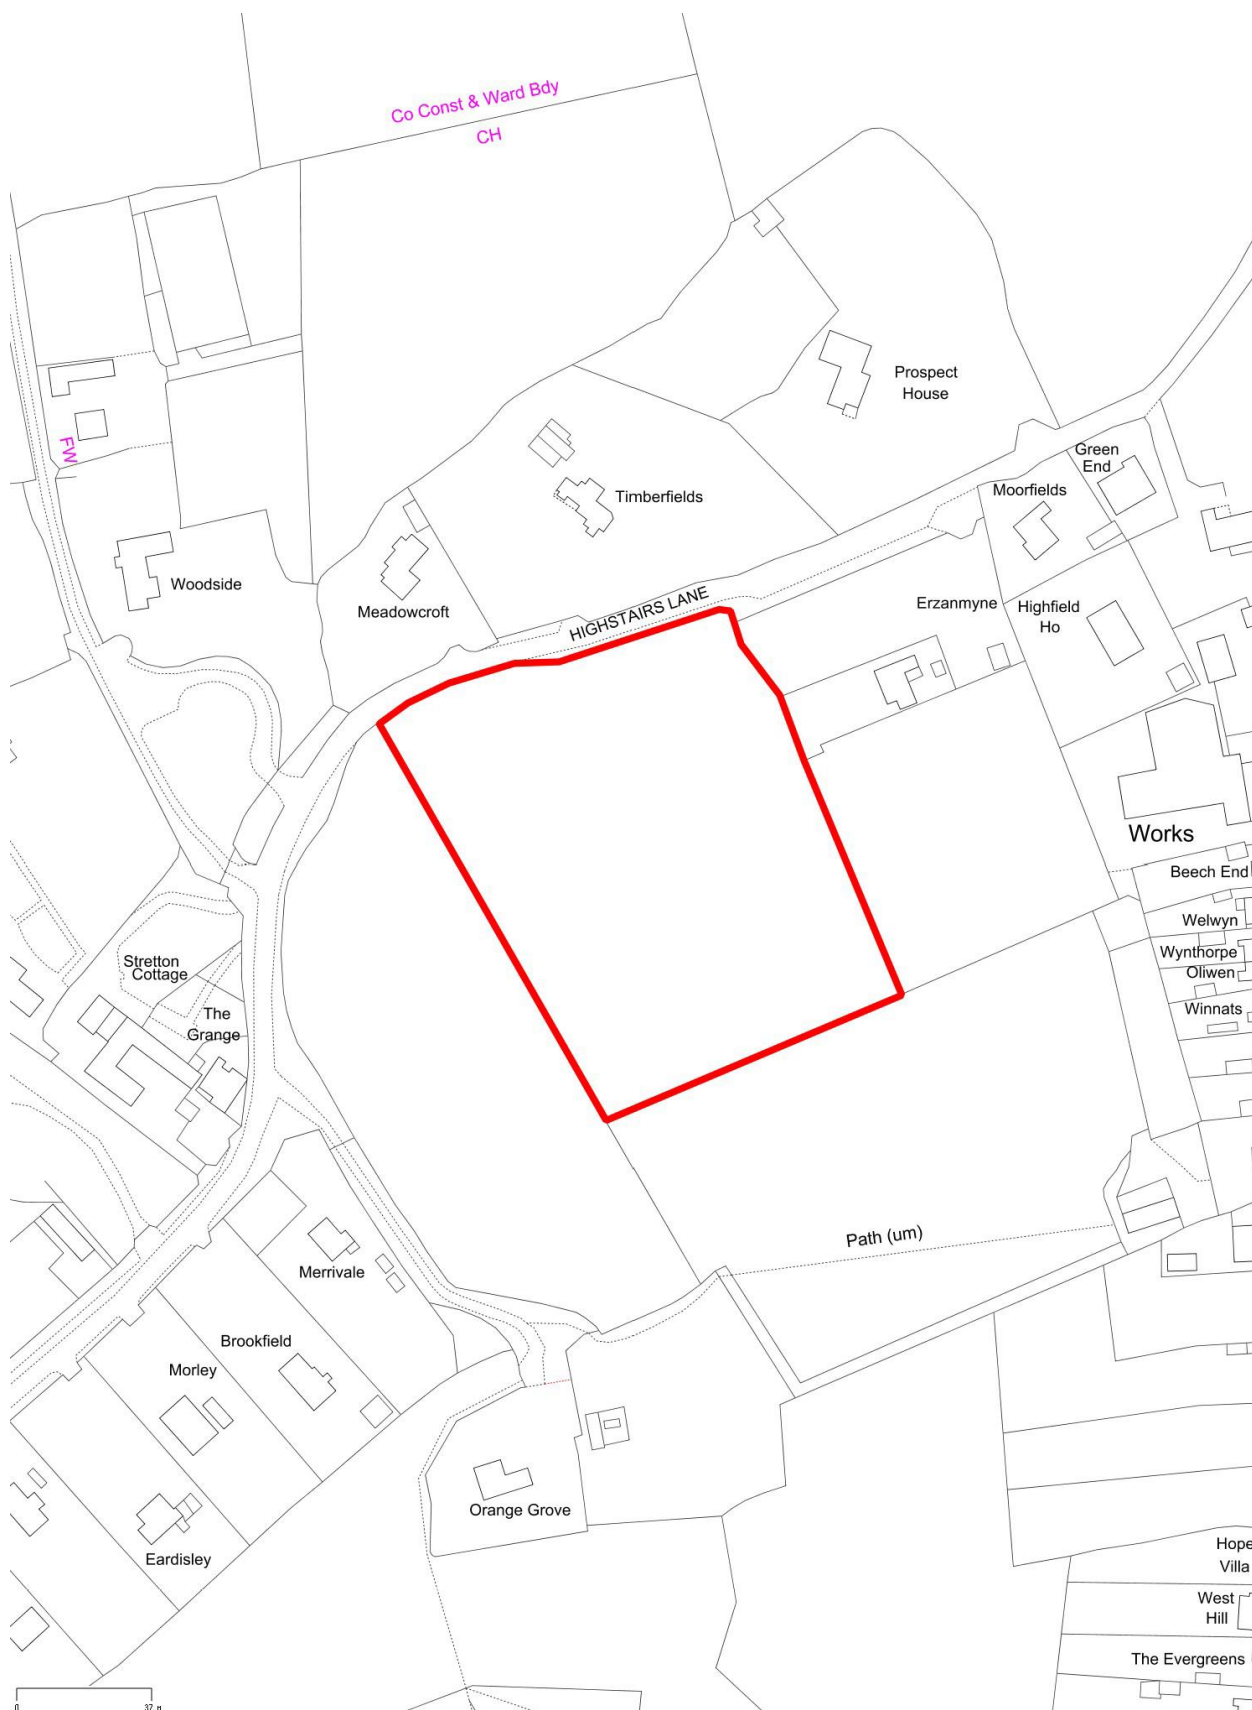 Co Const & Ward Bdy
CH
Prospect
House
FW
Green
End
Moorfields
Timberfields
Woodside
Meadowcroft
HIGHSTAIRS LANE
Erzanmyne
Highfield
Ho
Works
Beech End
Welwyn
Wynthorpe
Oliwen
Winnats
Stretton
Cottage
The
Grange
Path (um)
Merrivale
Brookfield
Morley
Orange Grove
Eardisley
Hope
Villa
West
Hill
The Evergreens
0 37 M